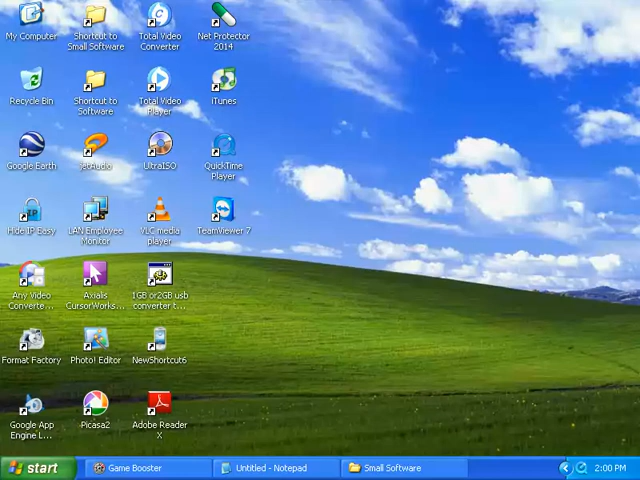 My Computer
Shortcut to
Small Software
Total Video
Converter
Net Protector
2014
Recycle Bin
Shortcut to
Software
Total Video
Player
iTunes
Google Earth
jetAudio
UltraISO
QuickTime
Player
Hide IP Easy
LAN Employee
Monitor
VLC media
player
TeamViewer 7
Any Video
Converte...
Axialis
CursorWorks...
1GB or2GB usb
converter t...
Format Factory
Photo! Editor
NewShortcut6
Google App
Engine L...
Picasa2
Adobe Reader
X
start
Game Booster
Untitled - Notepad
Small Software
2:00 PM